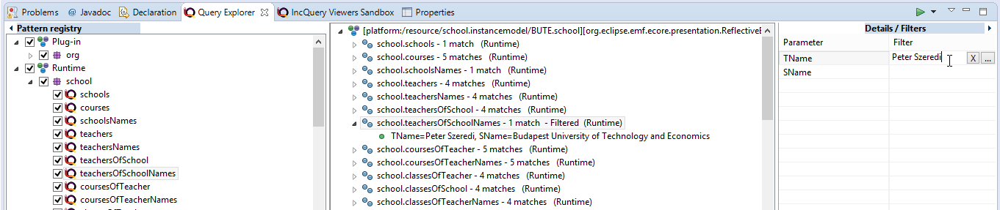 Problems @ Javadoc Declaration Query Explorer IncQuery Viewers Sandbox Properties
Pattern registry
Plug-in
org
Runtime
school
schools
courses
schoolsNames
teachers
teachersNames
teachersOfSchool
teachersOfSchoolNames
coursesOfTeacher
coursesOfTeacherNames
[platform:/resource/school.instancemodel/BUTE.school][org.eclipse.emf.ecore.presentation.ReflectiveE
school.schools - 1 match (Runtime)
school.courses - 5 matches (Runtime)
school.schoolsNames - 1 match (Runtime)
school.teachers - 4 matches (Runtime)
school.teachersNames - 4 matches (Runtime)
school.teachersOfSchool - 4 matches (Runtime)
school.teachersOfSchoolNames - 1 match - Filtered (Runtime)
TName=Peter Szeredi, SName=Budapest University of Technology and Economics
school.coursesOfTeacher - 5 matches (Runtime)
school.coursesOfTeacherNames - 5 matches (Runtime)
school.classesOfTeacher - 4 matches (Runtime)
school.classesOfSchool - 4 matches (Runtime)
school.classesOfTeacherNames - 4 matches (Runtime)
Details / Filters
Parameter Filter
TName Peter Szeredi X ...
SName